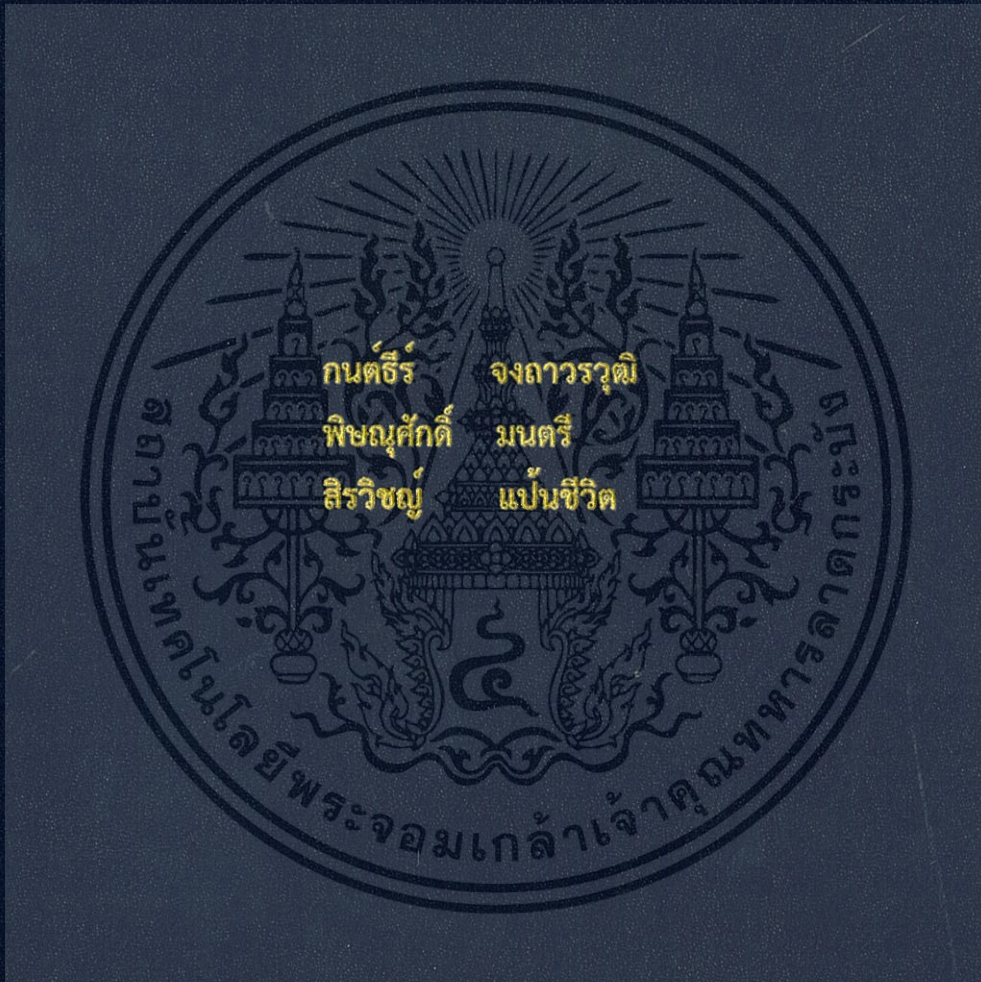 กนต์ธีร์ จงถาวรวุฒิ
พิษณุศักดิ์ มนตรี
สิรวิชญ์ แป้นชีวิต
สถาบันเทคโนโลยีพระจอมเกล้าเจ้าคุณทหารลาดกระบัง
๔